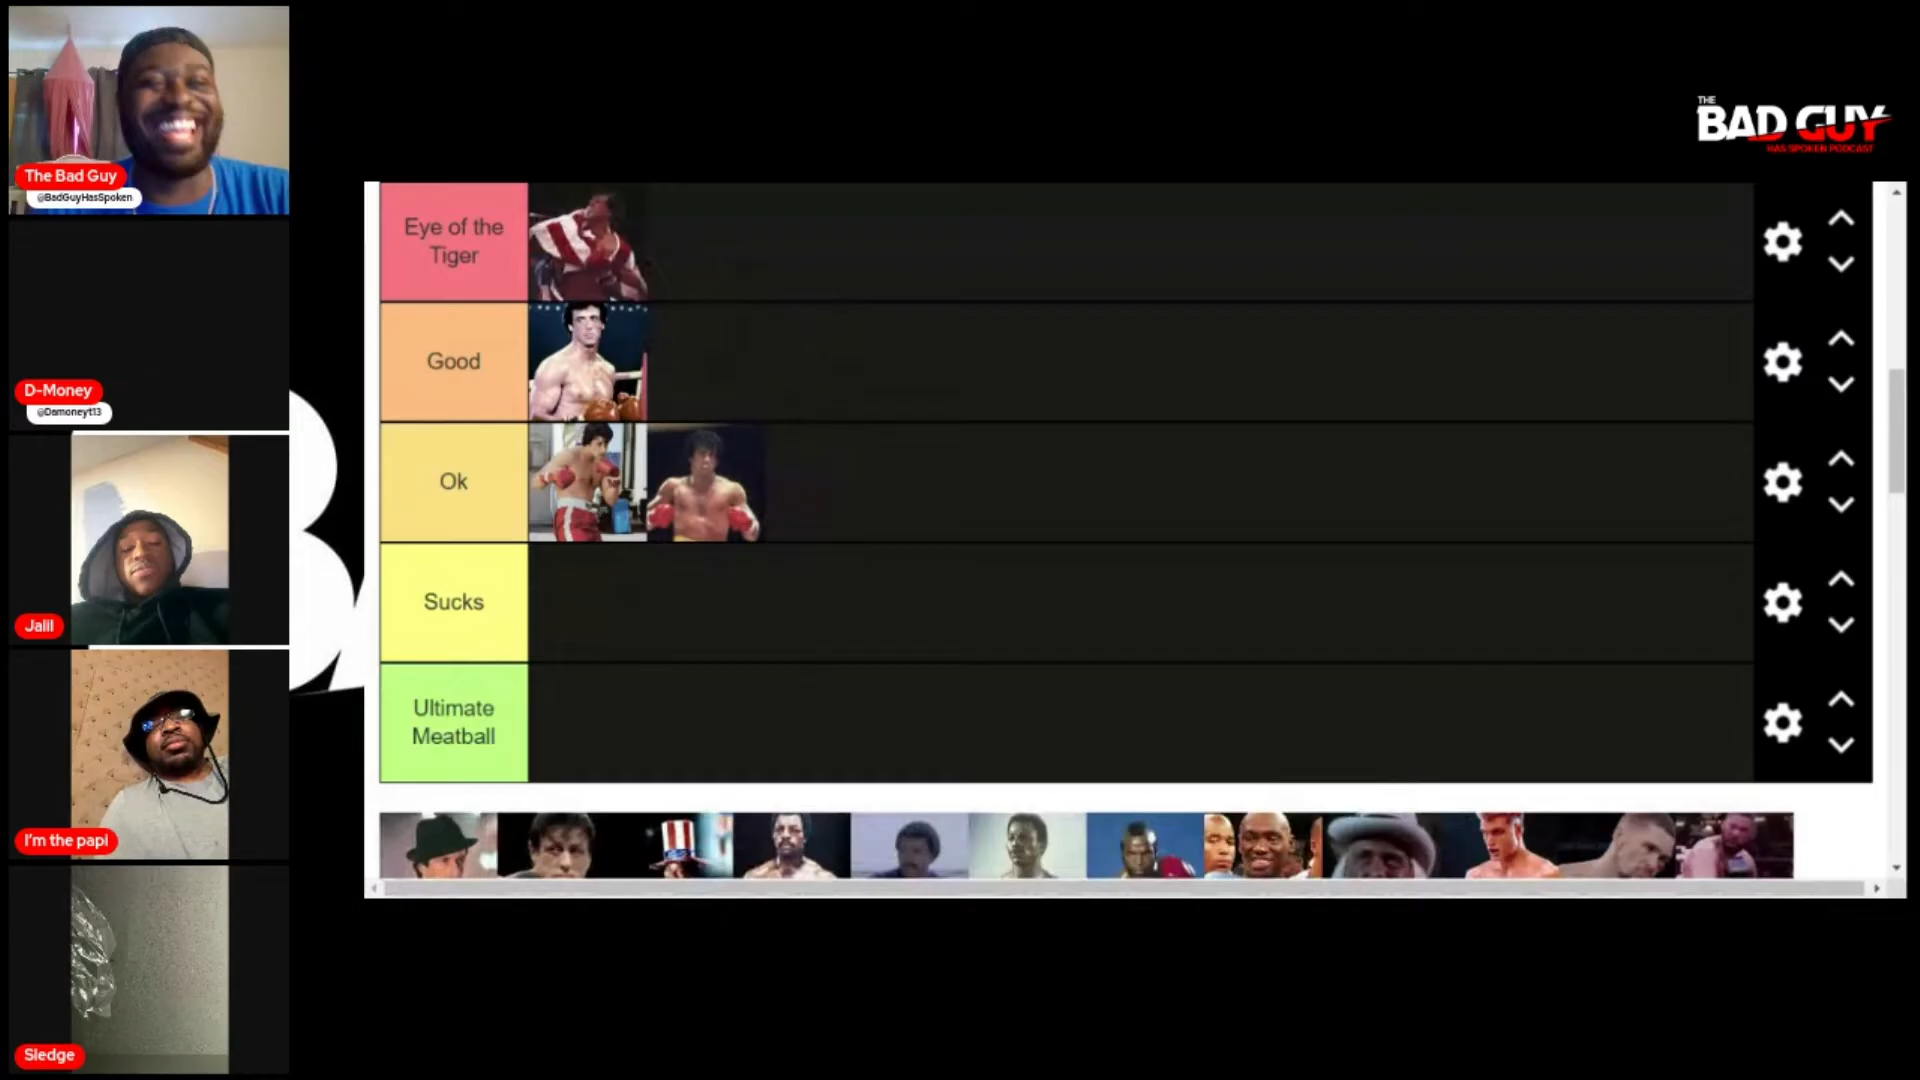 The Bad Guy
@BadGuyHasSpoken
D-Money
@Damoneyt13
Jalil
I'm the papi
Sledge
THE
BAD GUY
HAS SPOKEN PODCAST
Eye of the
Tiger
Good
Ok
Sucks
Ultimate
Meatball